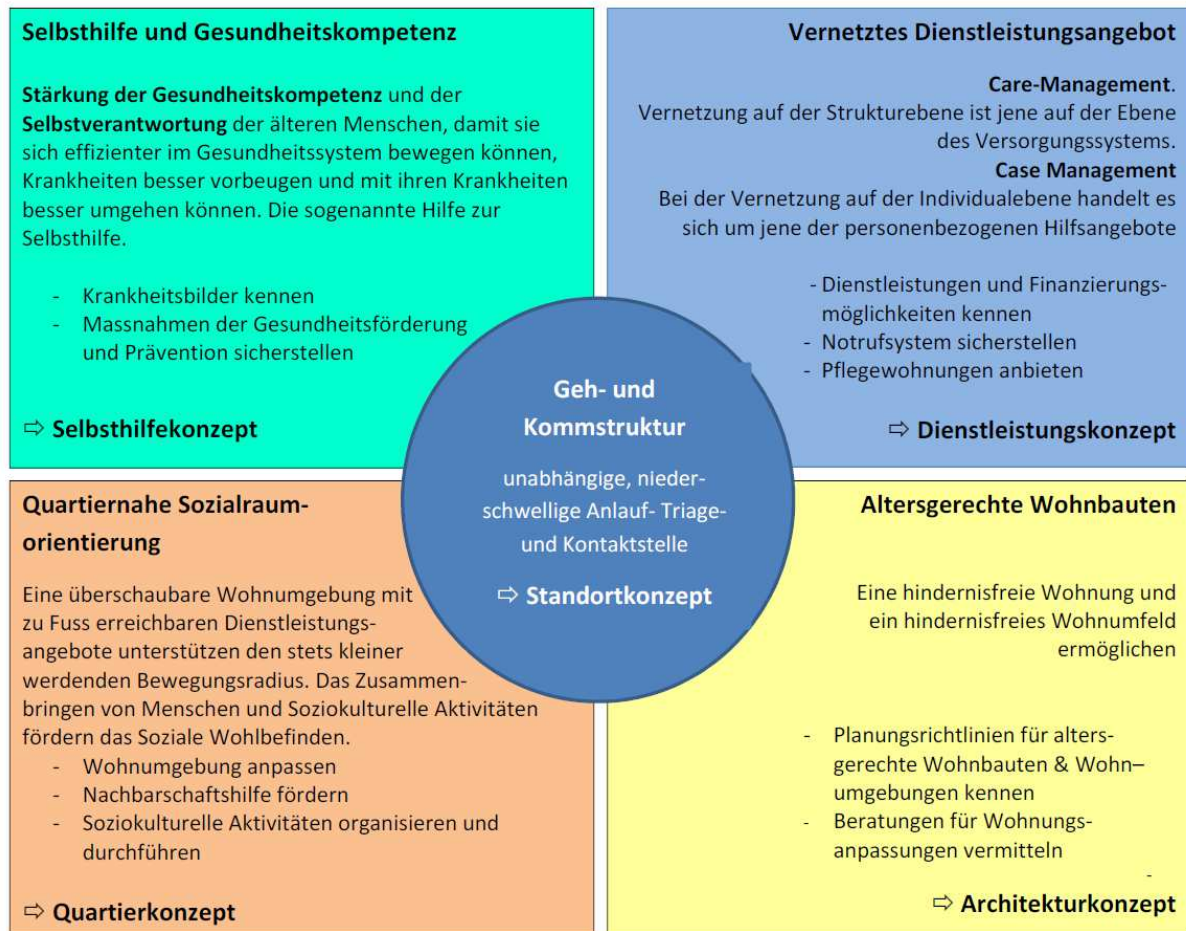 Selbsthilfe und Gesundheitskompetenz
Stärkung der Gesundheitskompetenz und der
Selbstverantwortung der älteren Menschen, damit sie
sich effizienter im Gesundheitssystem bewegen können,
Krankheiten besser vorbeugen und mit ihren Krankheiten
besser umgehen können. Die sogenannte Hilfe zur
Selbsthilfe.
- Krankheitsbilder kennen
- Massnahmen der Gesundheitsförderung
und Prävention sicherstellen
⇨ Selbsthilfekonzept
Vernetztes Dienstleistungsangebot
Care-Management.
Vernetzung auf der Strukturebene ist jene auf der Ebene
des Versorgungssystems.
Case Management
Bei der Vernetzung auf der Individualebene handelt es
sich um jene der personenbezogenen Hilfsangebote
- Dienstleistungen und Finanzierungs-
möglichkeiten kennen
- Notrufsystem sicherstellen
- Pflegewohnungen anbieten
⇨ Dienstleistungskonzept
Geh- und
Kommstruktur
unabhängige, nieder-
schwellige Anlauf- Triage-
und Kontaktstelle
⇨ Standortkonzept
Quartiernahe Sozialraum-
orientierung
Eine überschaubare Wohnumgebung mit
zu Fuss erreichbaren Dienstleistungs-
angebote unterstützen den stets kleiner
werdenden Bewegungsradius. Das Zusammen-
bringen von Menschen und Soziokulturelle Aktivitäten
fördern das Soziale Wohlbefinden.
- Wohnumgebung anpassen
- Nachbarschaftshilfe fördern
- Soziokulturelle Aktivitäten organisieren und
durchführen
⇨ Quartierkonzept
Altersgerechte Wohnbauten
Eine hindernisfreie Wohnung und
ein hindernisfreies Wohnumfeld
ermöglichen
- Planungsrichtlinien für alters-
gerechte Wohnbauten & Wohn–
umgebungen kennen
- Beratungen für Wohnungs-
anpassungen vermitteln
-
⇨ Architekturkonzept